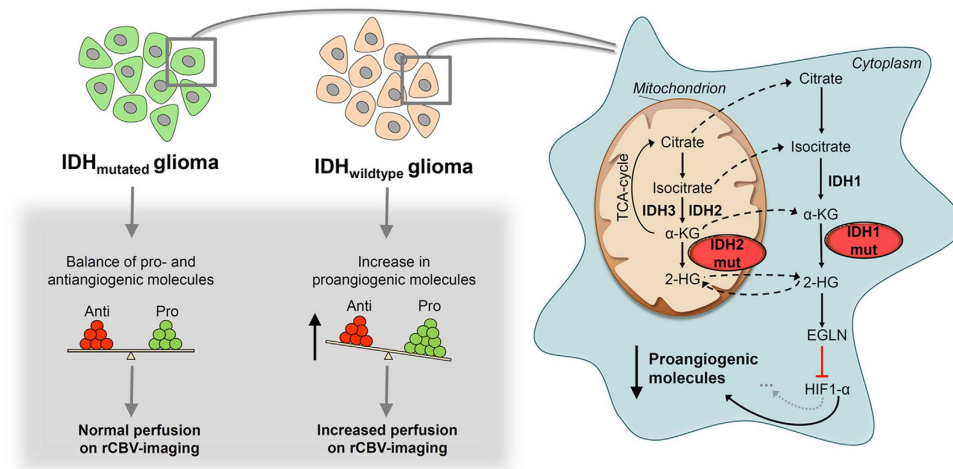 IDHmutated glioma
IDHwildtype glioma
Balance of pro- and
antiangiogenic molecules
Anti
Pro
Normal perfusion
on rCBV-imaging
Increase in
proangiogenic molecules
Anti
Pro
Increased perfusion
on rCBV-imaging
Cytoplasm
Mitochondrion
Citrate
Isocitrate
TCA-cycle
IDH3
IDH2
α-KG
IDH2
mut
2-HG
Citrate
Isocitrate
IDH1
α-KG
IDH1
mut
2-HG
EGLN
HIF1-α
...
Proangiogenic
molecules